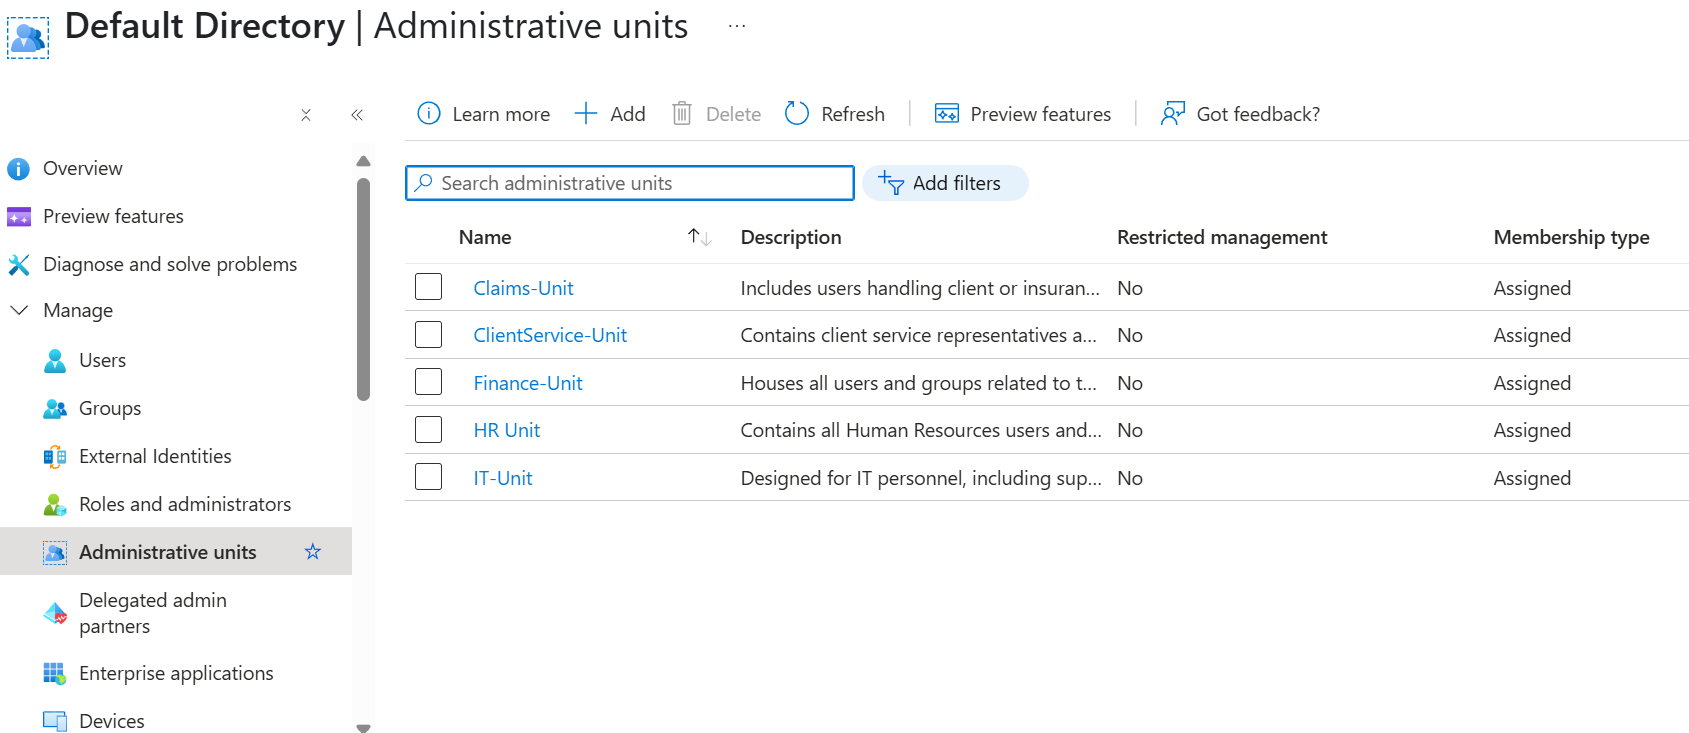 Default Directory | Administrative units ...
Learn more Add Delete Refresh Preview features Got feedback?
Overview
Preview features
Diagnose and solve problems
Manage
Users
Groups
External Identities
Roles and administrators
Administrative units
Delegated admin
partners
Enterprise applications
Devices
Search administrative units Add filters
Name Description Restricted management Membership type
Claims-Unit Includes users handling client or insuran... No Assigned
ClientService-Unit Contains client service representatives a... No Assigned
Finance-Unit Houses all users and groups related to t... No Assigned
HR Unit Contains all Human Resources users and... No Assigned
IT-Unit Designed for IT personnel, including sup... No Assigned